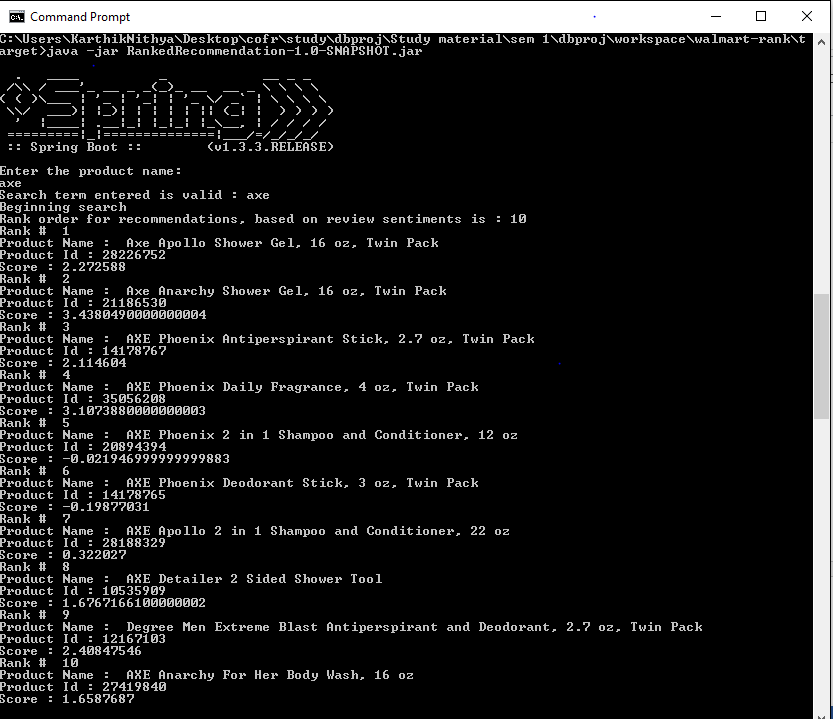 Command Prompt
C:\Users\KarthikNithya\Desktop\cofr\study\dbproj\Study material\sem 1\dbproj\workspace\walmart-rank\t
arget>java -jar RankedRecommendation-1.0-SNAPSHOT.jar
Spring
:: Spring Boot ::        (v1.3.3.RELEASE)
Enter the product name:
axe
Search term entered is valid : axe
Beginning search
Rank order for recommendations, based on review sentiments is : 10
Rank #  1
Product Name :  Axe Apollo Shower Gel, 16 oz, Twin Pack
Product Id : 28226752
Score : 2.272588
Rank #  2
Product Name :  Axe Anarchy Shower Gel, 16 oz, Twin Pack
Product Id : 21186530
Score : 3.4380490000000004
Rank #  3
Product Name :  AXE Phoenix Antiperspirant Stick, 2.7 oz, Twin Pack
Product Id : 14178767
Score : 2.114604
Rank #  4
Product Name :  AXE Phoenix Daily Fragrance, 4 oz, Twin Pack
Product Id : 35056208
Score : 3.1073880000000003
Rank #  5
Product Name :  AXE Phoenix 2 in 1 Shampoo and Conditioner, 12 oz
Product Id : 20894394
Score : -0.021946999999999883
Rank #  6
Product Name :  AXE Phoenix Deodorant Stick, 3 oz, Twin Pack
Product Id : 14178765
Score : -0.19877031
Rank #  7
Product Name :  AXE Apollo 2 in 1 Shampoo and Conditioner, 22 oz
Product Id : 28188329
Score : 0.322027
Rank #  8
Product Name :  AXE Detailer 2 Sided Shower Tool
Product Id : 10535909
Score : 1.6767166100000002
Rank #  9
Product Name :  Degree Men Extreme Blast Antiperspirant and Deodorant, 2.7 oz, Twin Pack
Product Id : 12167103
Score : 2.40847546
Rank #  10
Product Name :  AXE Anarchy For Her Body Wash, 16 oz
Product Id : 27419840
Score : 1.6587687